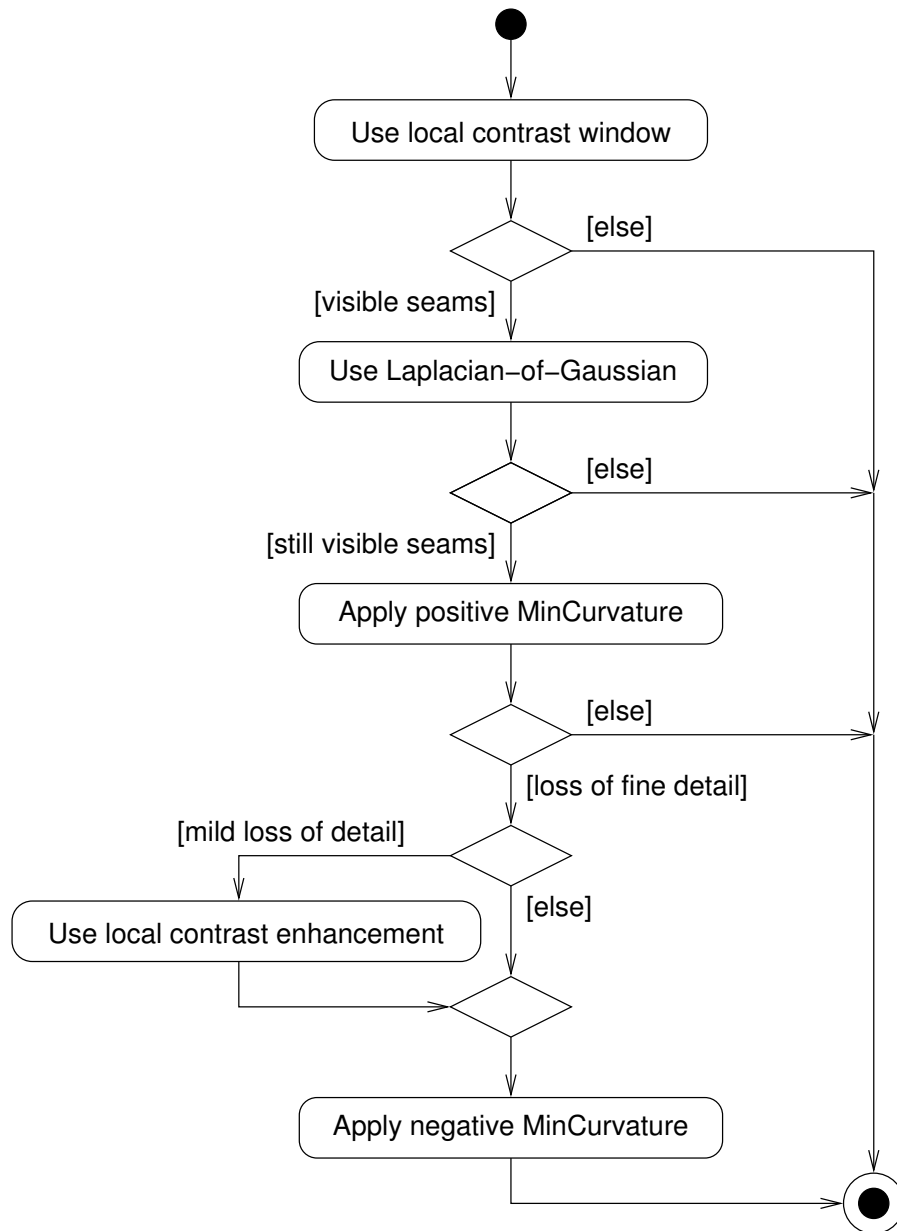 Use local contrast window
[else]
[visible seams]
Use Laplacian−of−Gaussian
[else]
[still visible seams]
Apply positive MinCurvature
[else]
[loss of fine detail]
[mild loss of detail]
[else]
Use local contrast enhancement
Apply negative MinCurvature